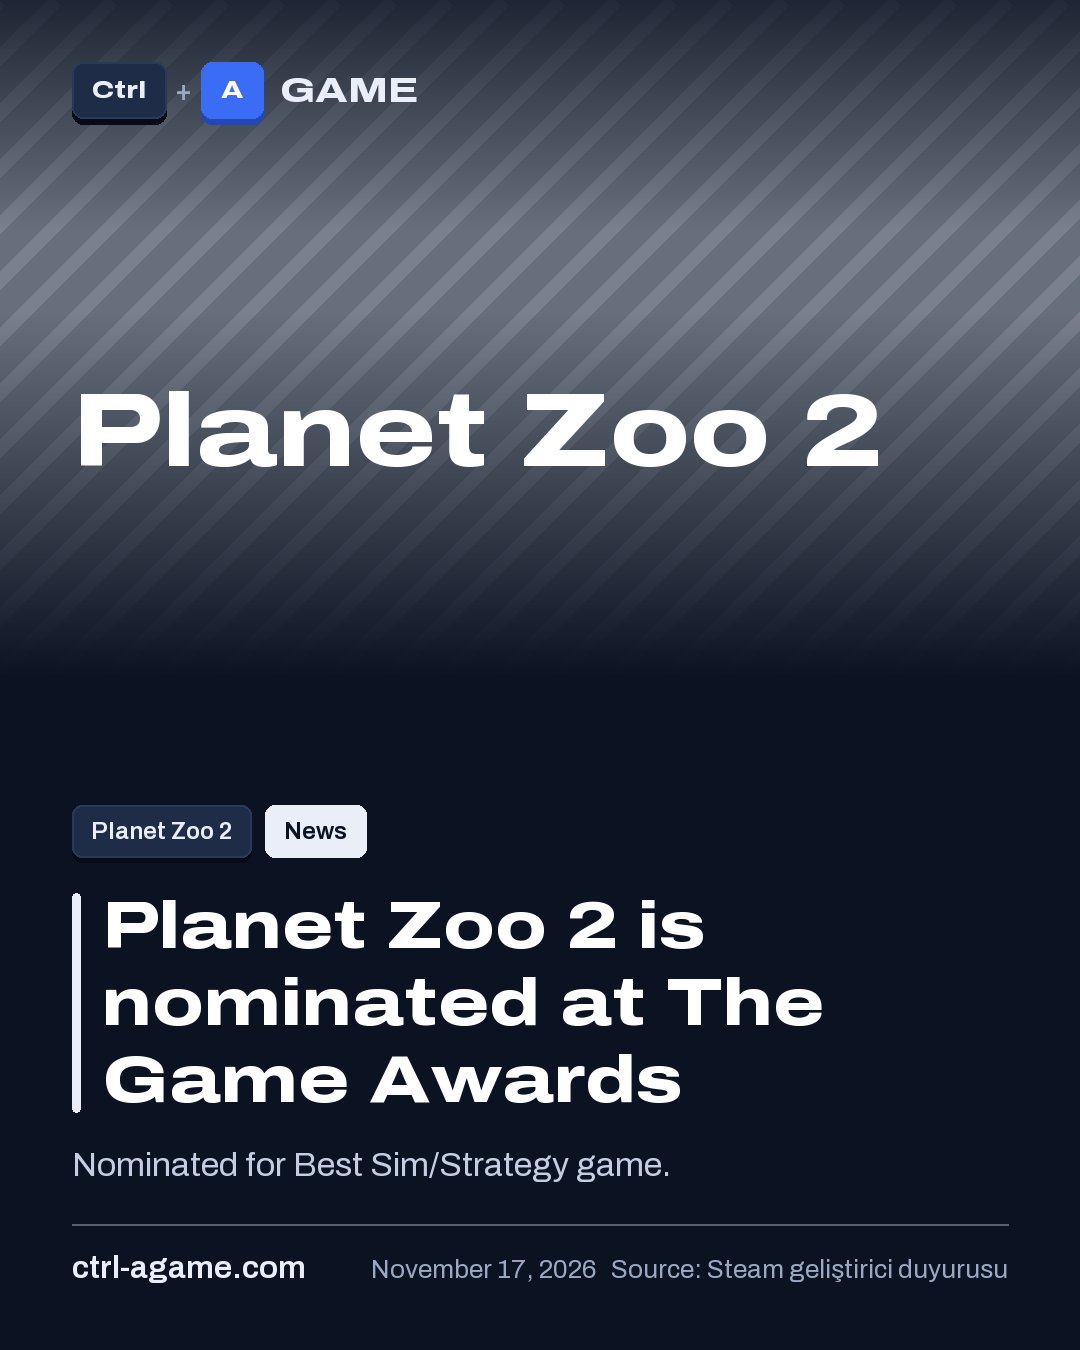 Ctrl + A GAME
Planet Zoo 2
Planet Zoo 2 News
Planet Zoo 2 is
nominated at The
Game Awards
Nominated for Best Sim/Strategy game.
ctrl-agame.com November 17, 2026 Source: Steam geliştirici duyurusu